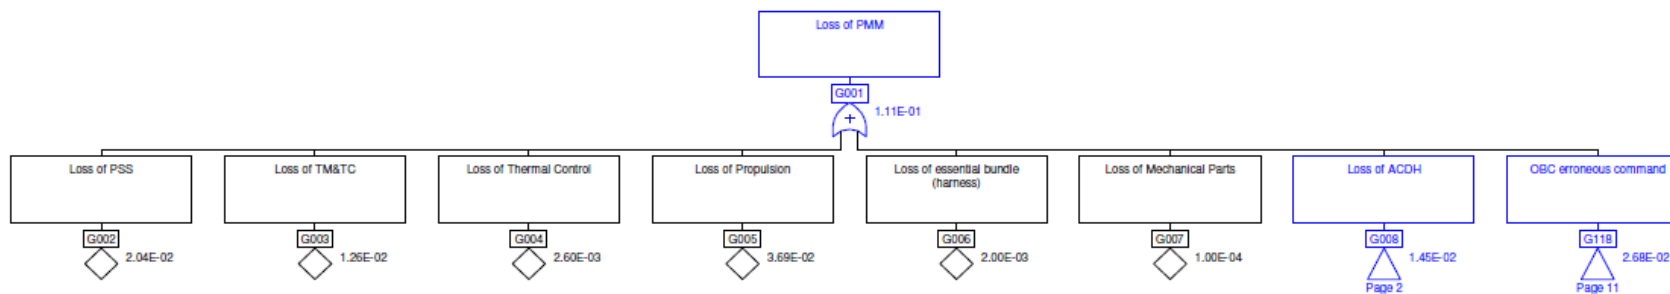 Loss of PMM
G001
1.11E-01
+
Loss of PSS
Loss of TM&TC
Loss of Thermal Control
Loss of Propulsion
Loss of essential bundle
(harness)
Loss of Mechanical Parts
Loss of ACDH
OBC erroneous command
G002
G003
G004
G005
G006
G007
G008
G118
2.04E-02
1.26E-02
2.60E-03
3.69E-02
2.00E-03
1.00E-04
1.45E-02
2.68E-02
Page 2
Page 11